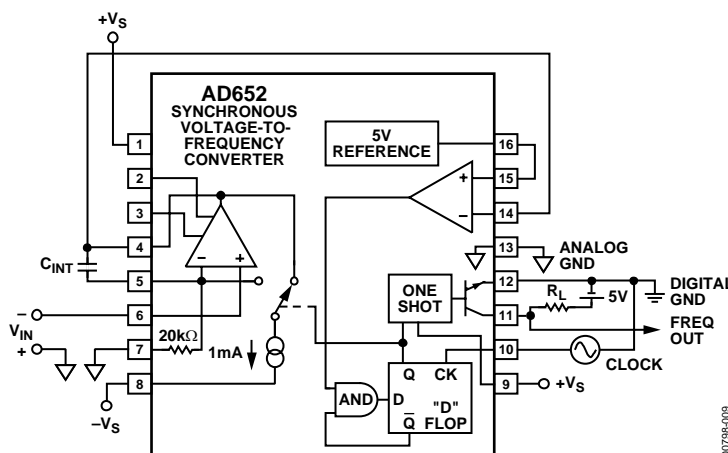 +VS
AD652
SYNCHRONOUS
VOLTAGE-TO-
FREQUENCY
CONVERTER
5V
REFERENCE
1
2
3
4
5
6
7
8
16
15
14
13
12
11
10
9
+
−
−
+
CINT
−
VIN
+
20kΩ
1mA
−VS
ANALOG
GND
ONE
SHOT
RL
5V
DIGITAL
GND
FREQ
OUT
CLOCK
+VS
AND
D
Q
CK
"D"
FLOP
Q̅
00798-009